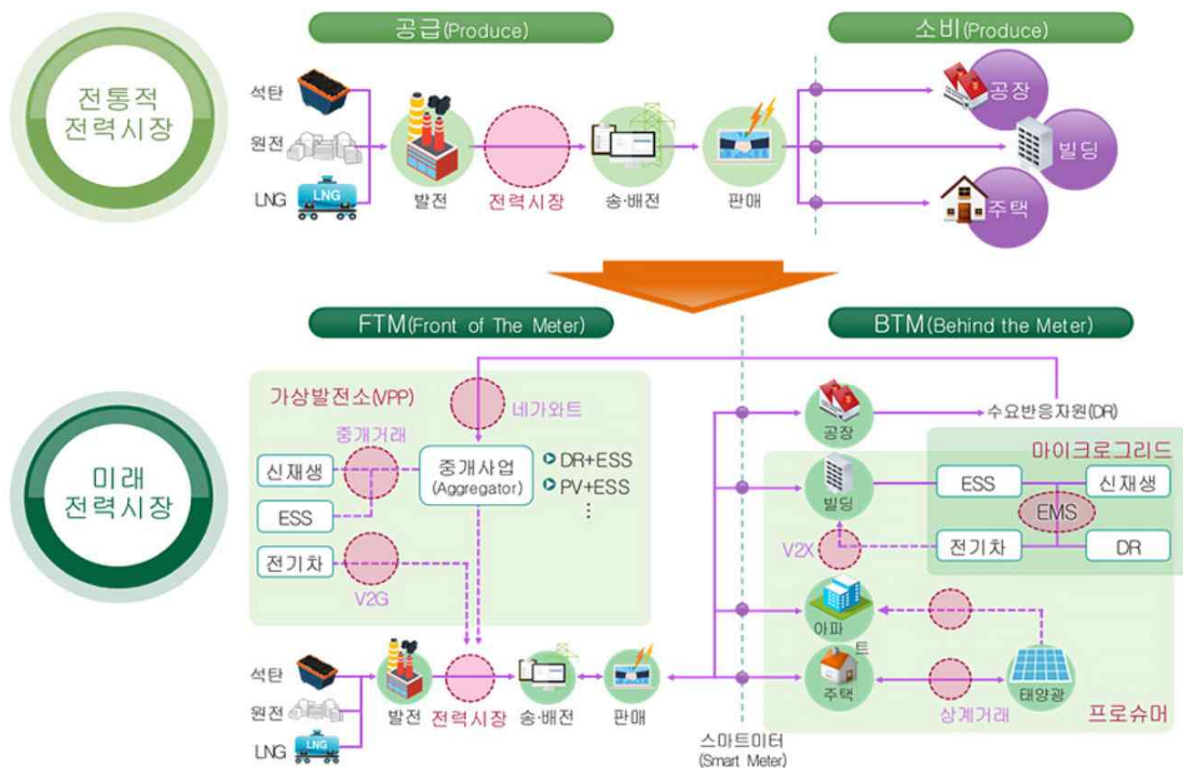 공급(Produce)
소비(Produce)
전통적
전력시장
석탄
원전
LNG
LNG
발전
전력시장
송·배전
판매
공장
빌딩
주택
FTM(Front of The Meter)
BTM(Behind the Meter)
미래
전력시장
가상발전소(VPP)
네가와트
중개거래
신재생
ESS
전기차
V2G
중개사업
(Aggregator)
DR+ESS
PV+ESS
⋮
석탄
원전
LNG
LNG
발전
전력시장
송·배전
판매
스마트미터
(Smart Meter)
공장
수요반응자원(DR)
마이크로그리드
빌딩
ESS
신재생
EMS
V2X
전기차
DR
아파
트
주택
태양광
상계거래
프로슈머